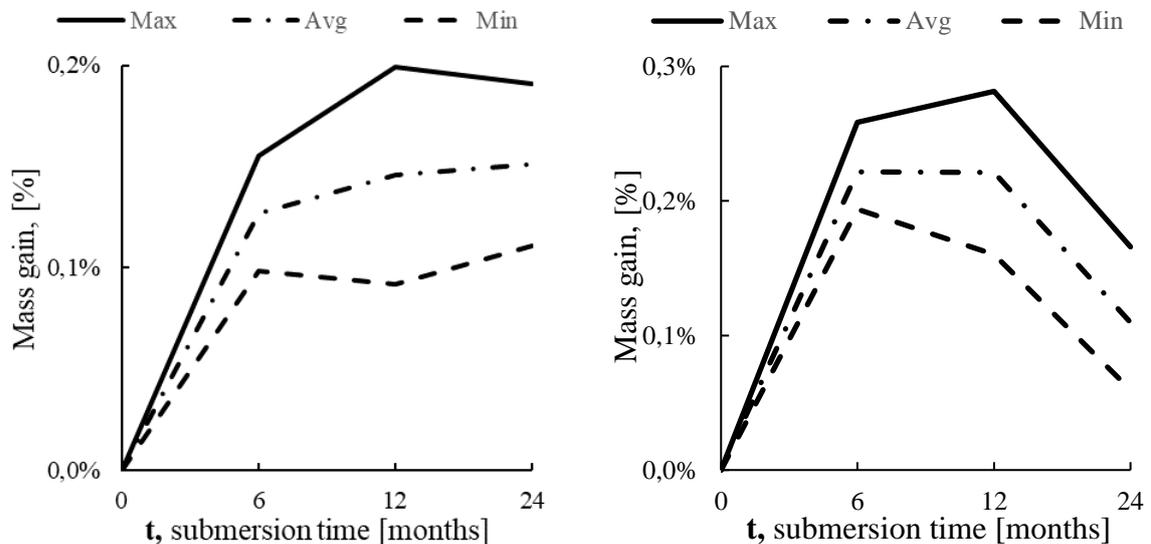 Max Avg Min
0,2%
0,1%
0,0%
Mass gain, [%]
0 6 12 24
t, submersion time [months]
Max Avg Min
0,3%
0,2%
0,1%
0,0%
Mass gain, [%]
0 6 12 24
t, submersion time [months]